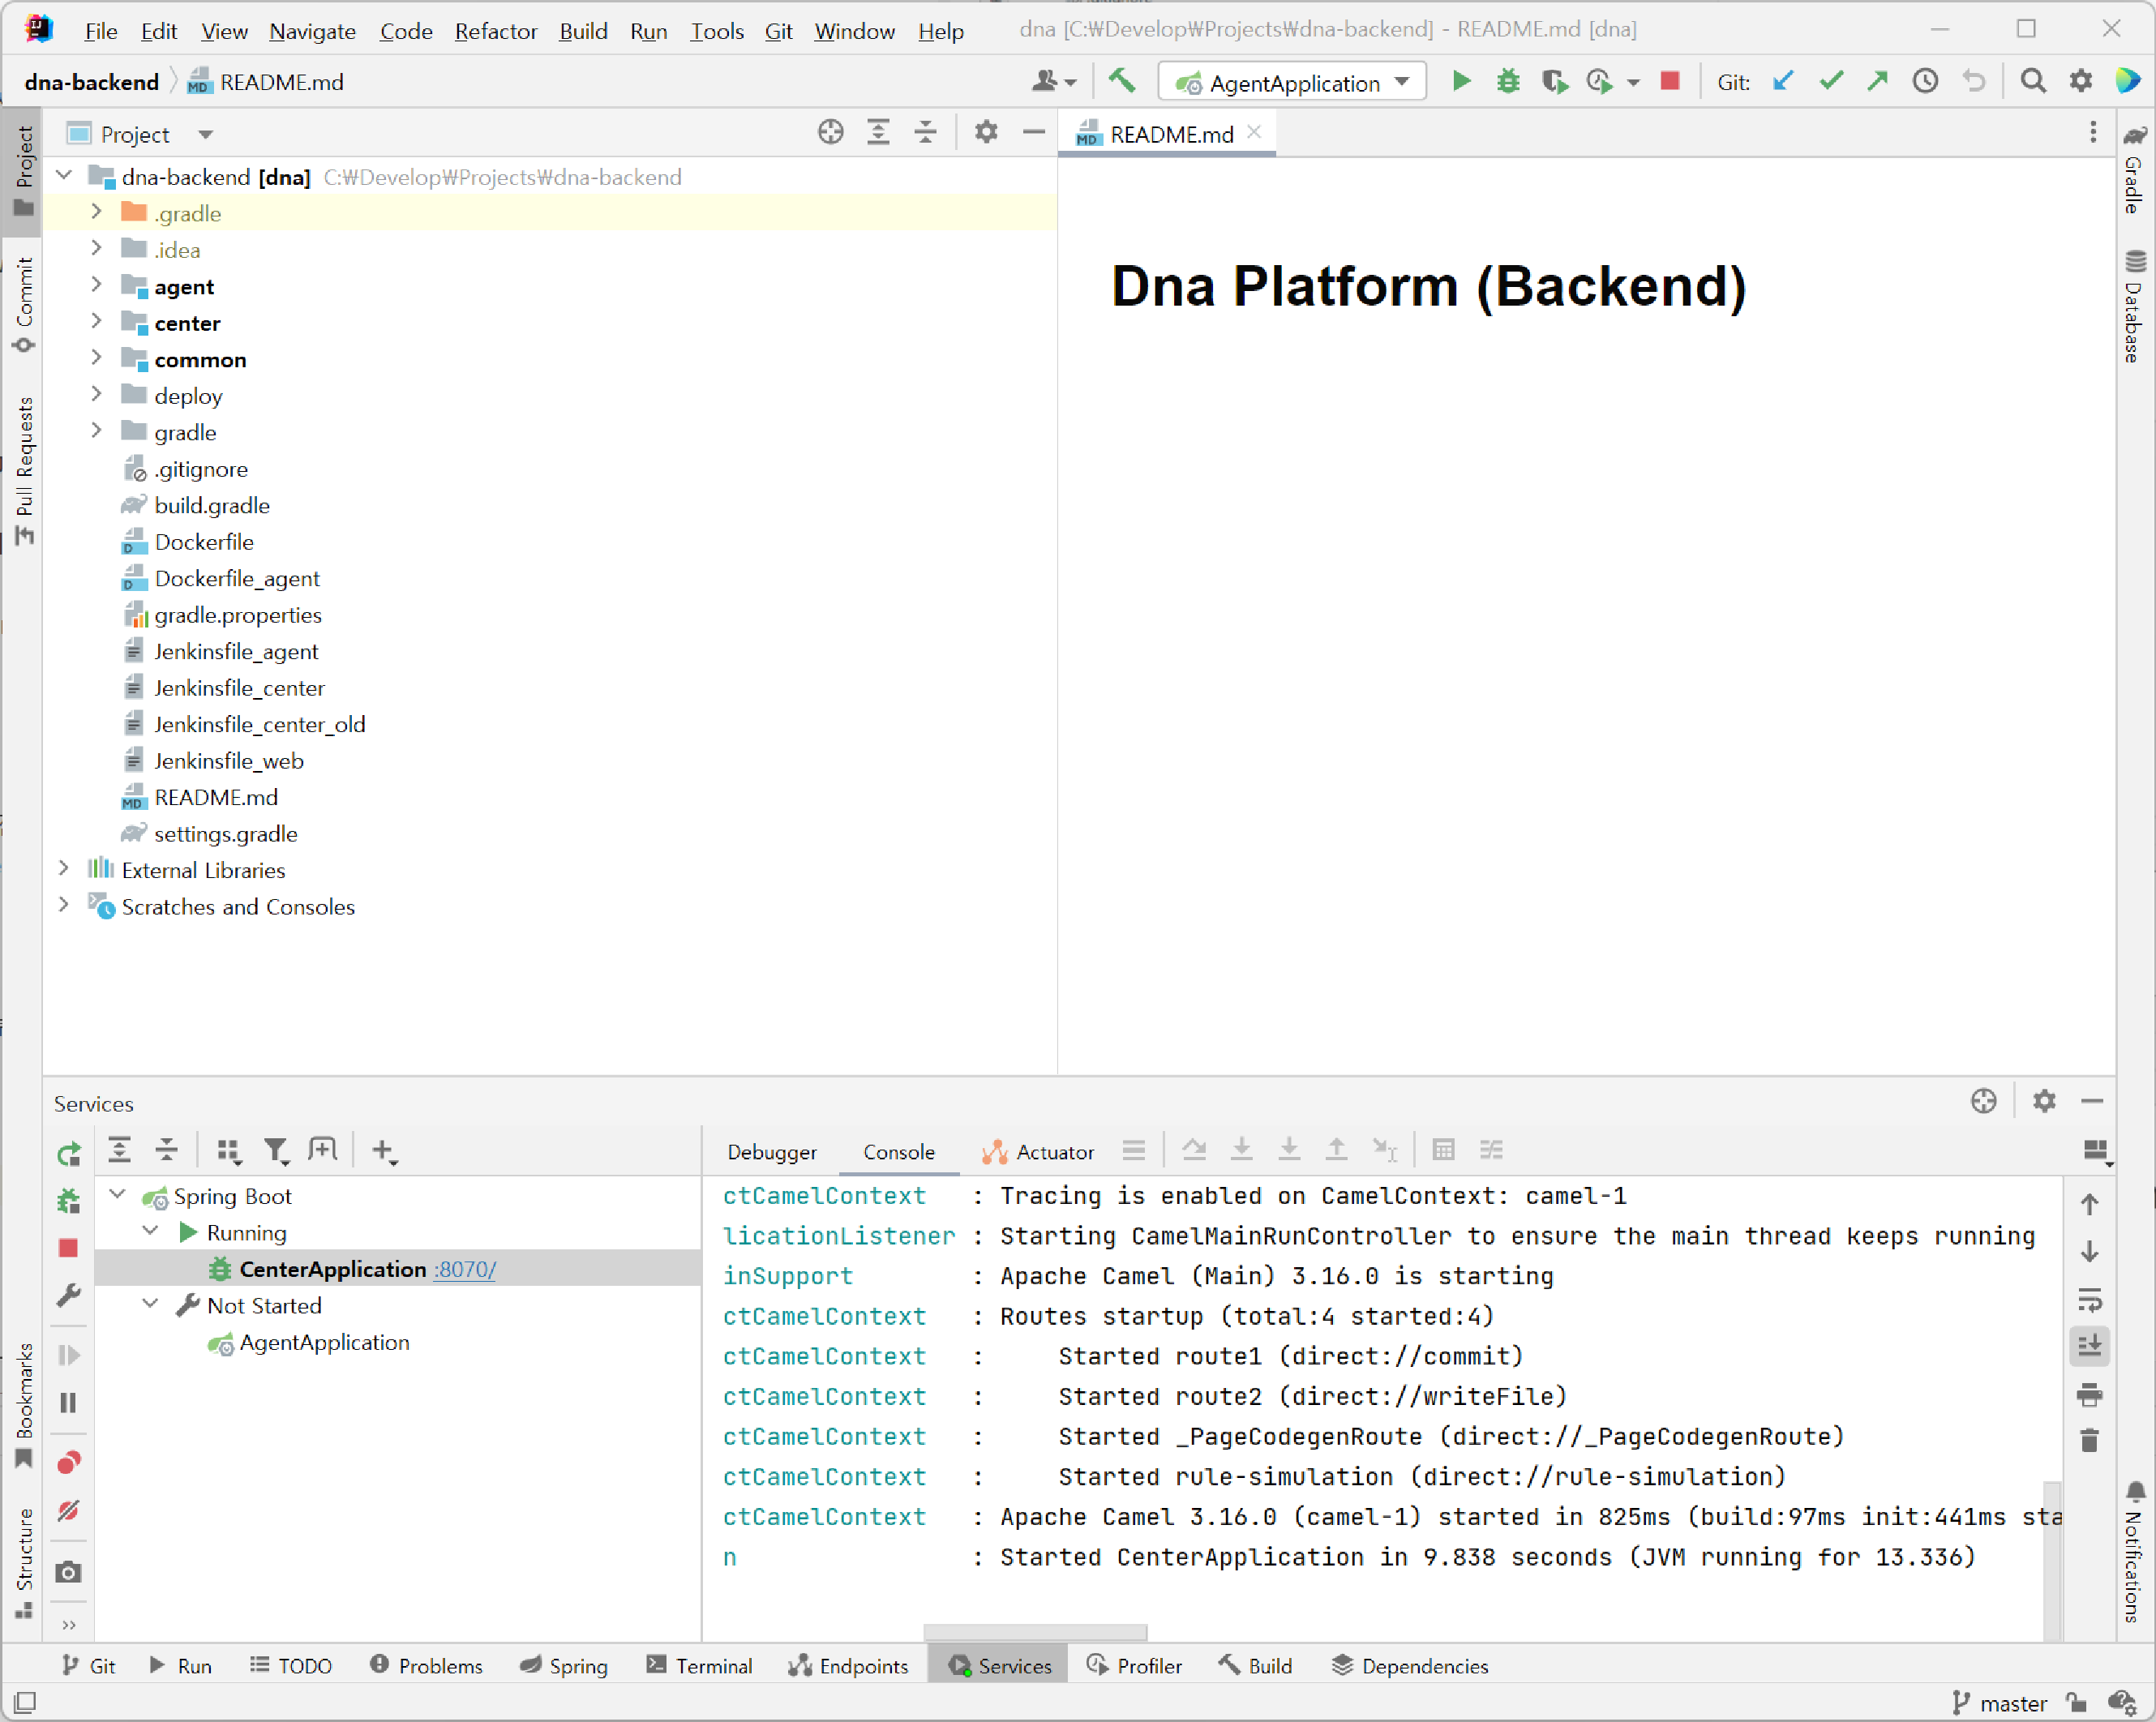 File Edit View Navigate Code Refactor Build Run Tools Git Window Help dna [C:₩Develop₩Projects₩dna-backend] - README.md [dna]
dna-backend README.md AgentApplication Git:
Project
README.md
Project
Commit
Pull Requests
Bookmarks
Structure
dna-backend [dna] C:₩Develop₩Projects₩dna-backend
.gradle
.idea
agent
center
common
deploy
gradle
.gitignore
build.gradle
Dockerfile
Dockerfile_agent
gradle.properties
Jenkinsfile_agent
Jenkinsfile_center
Jenkinsfile_center_old
Jenkinsfile_web
README.md
settings.gradle
External Libraries
Scratches and Consoles
Dna Platform (Backend)
Gradle
Database
Notifications
Services
Debugger Console Actuator
Spring Boot
Running
CenterApplication :8070/
Not Started
AgentApplication
ctCamelContext : Tracing is enabled on CamelContext: camel-1
licationListener : Starting CamelMainRunController to ensure the main thread keeps running
inSupport : Apache Camel (Main) 3.16.0 is starting
ctCamelContext : Routes startup (total:4 started:4)
ctCamelContext : Started route1 (direct://commit)
ctCamelContext : Started route2 (direct://writeFile)
ctCamelContext : Started _PageCodegenRoute (direct://_PageCodegenRoute)
ctCamelContext : Started rule-simulation (direct://rule-simulation)
ctCamelContext : Apache Camel 3.16.0 (camel-1) started in 825ms (build:97ms init:441ms sta
n : Started CenterApplication in 9.838 seconds (JVM running for 13.336)
Git Run TODO Problems Spring Terminal Endpoints Services Profiler Build Dependencies
master